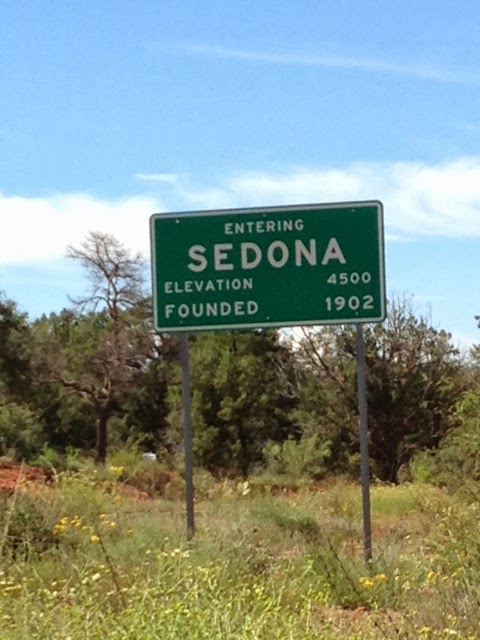 ENTERING
SEDONA
ELEVATION 4500
FOUNDED 1902